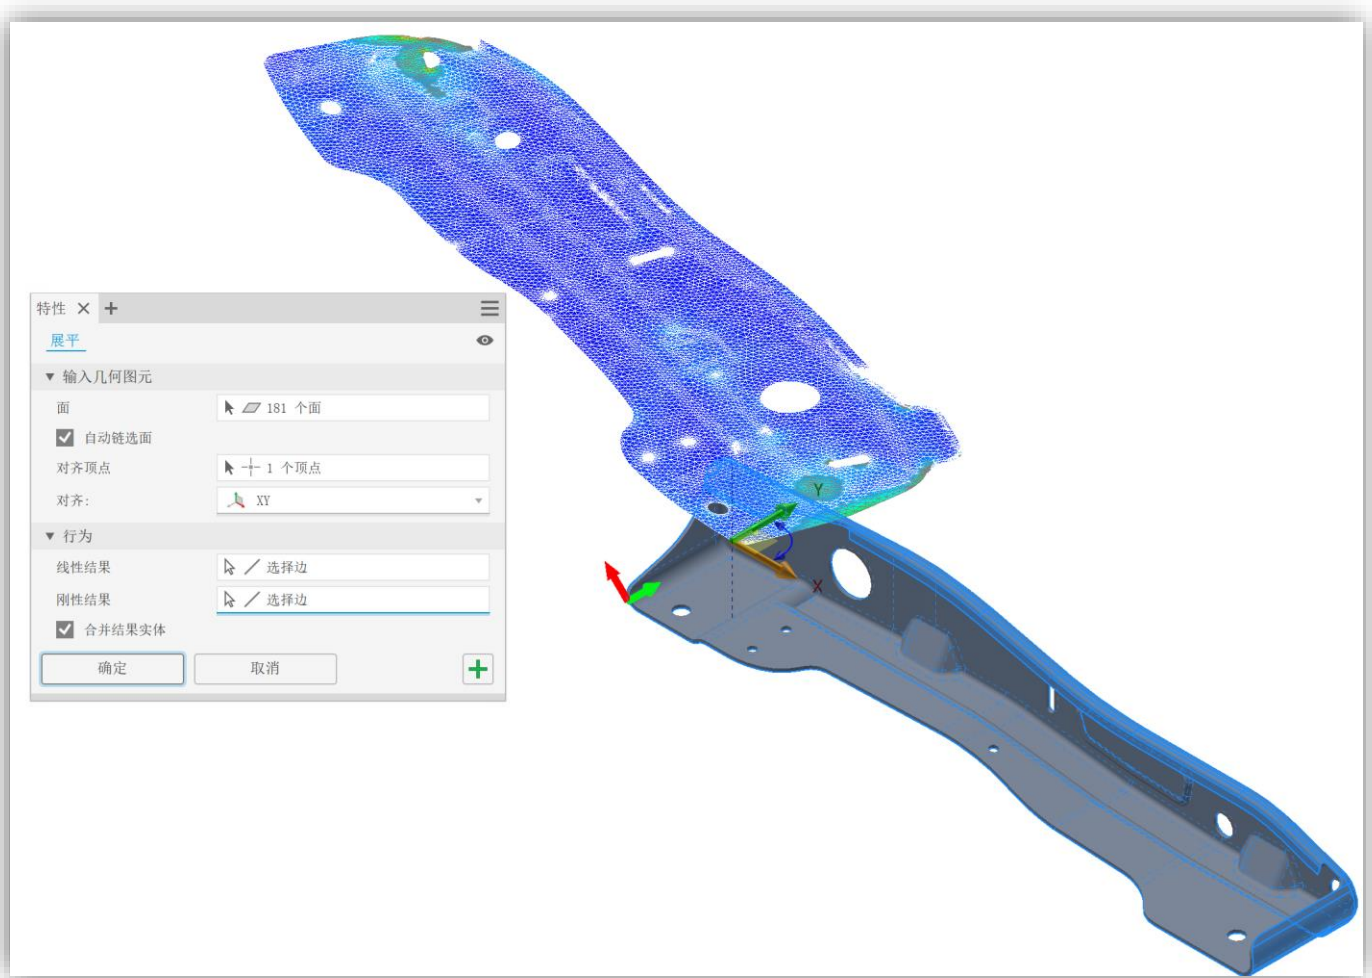 特性
展平
输入几何图元
面 181 个面
自动链选面
对齐顶点 1 个顶点
对齐: XY
行为
线性结果 选择边
刚性结果 选择边
合并结果实体
确定 取消
Y
X